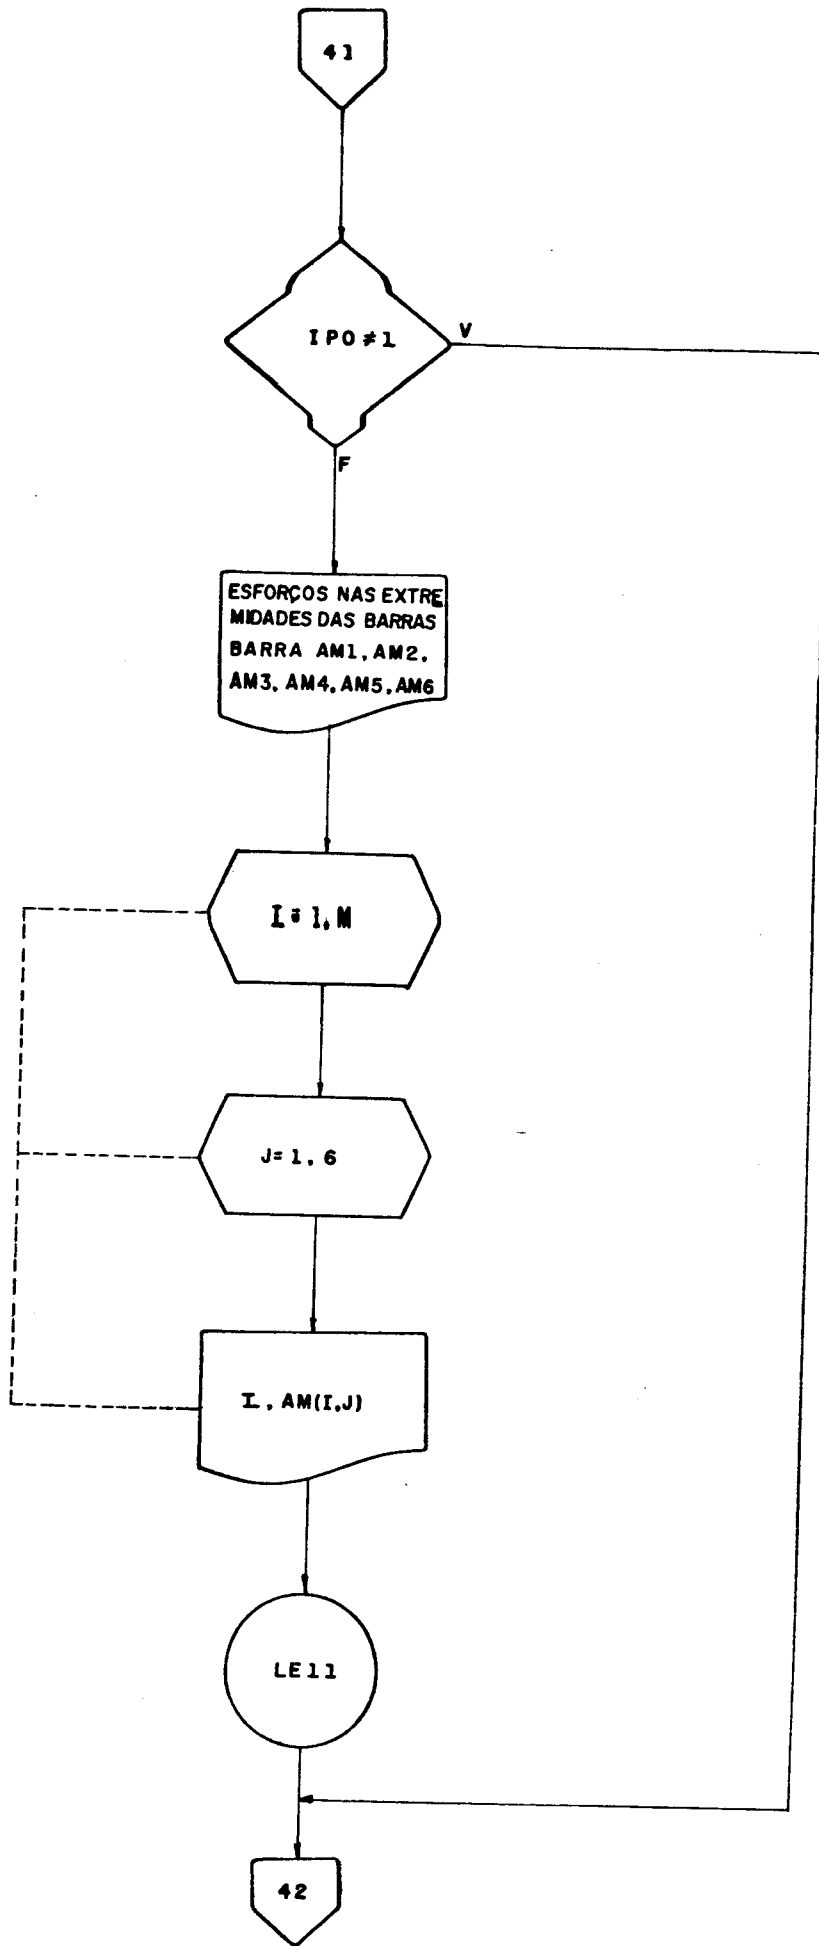 41
IPO ≠ 1
V
F
ESFORÇOS NAS EXTRE
MIDADES DAS BARRAS
BARRA AM1, AM2,
AM3, AM4, AM5, AM6
I = 1, M
J = 1, 6
I, AM(I,J)
LE11
42